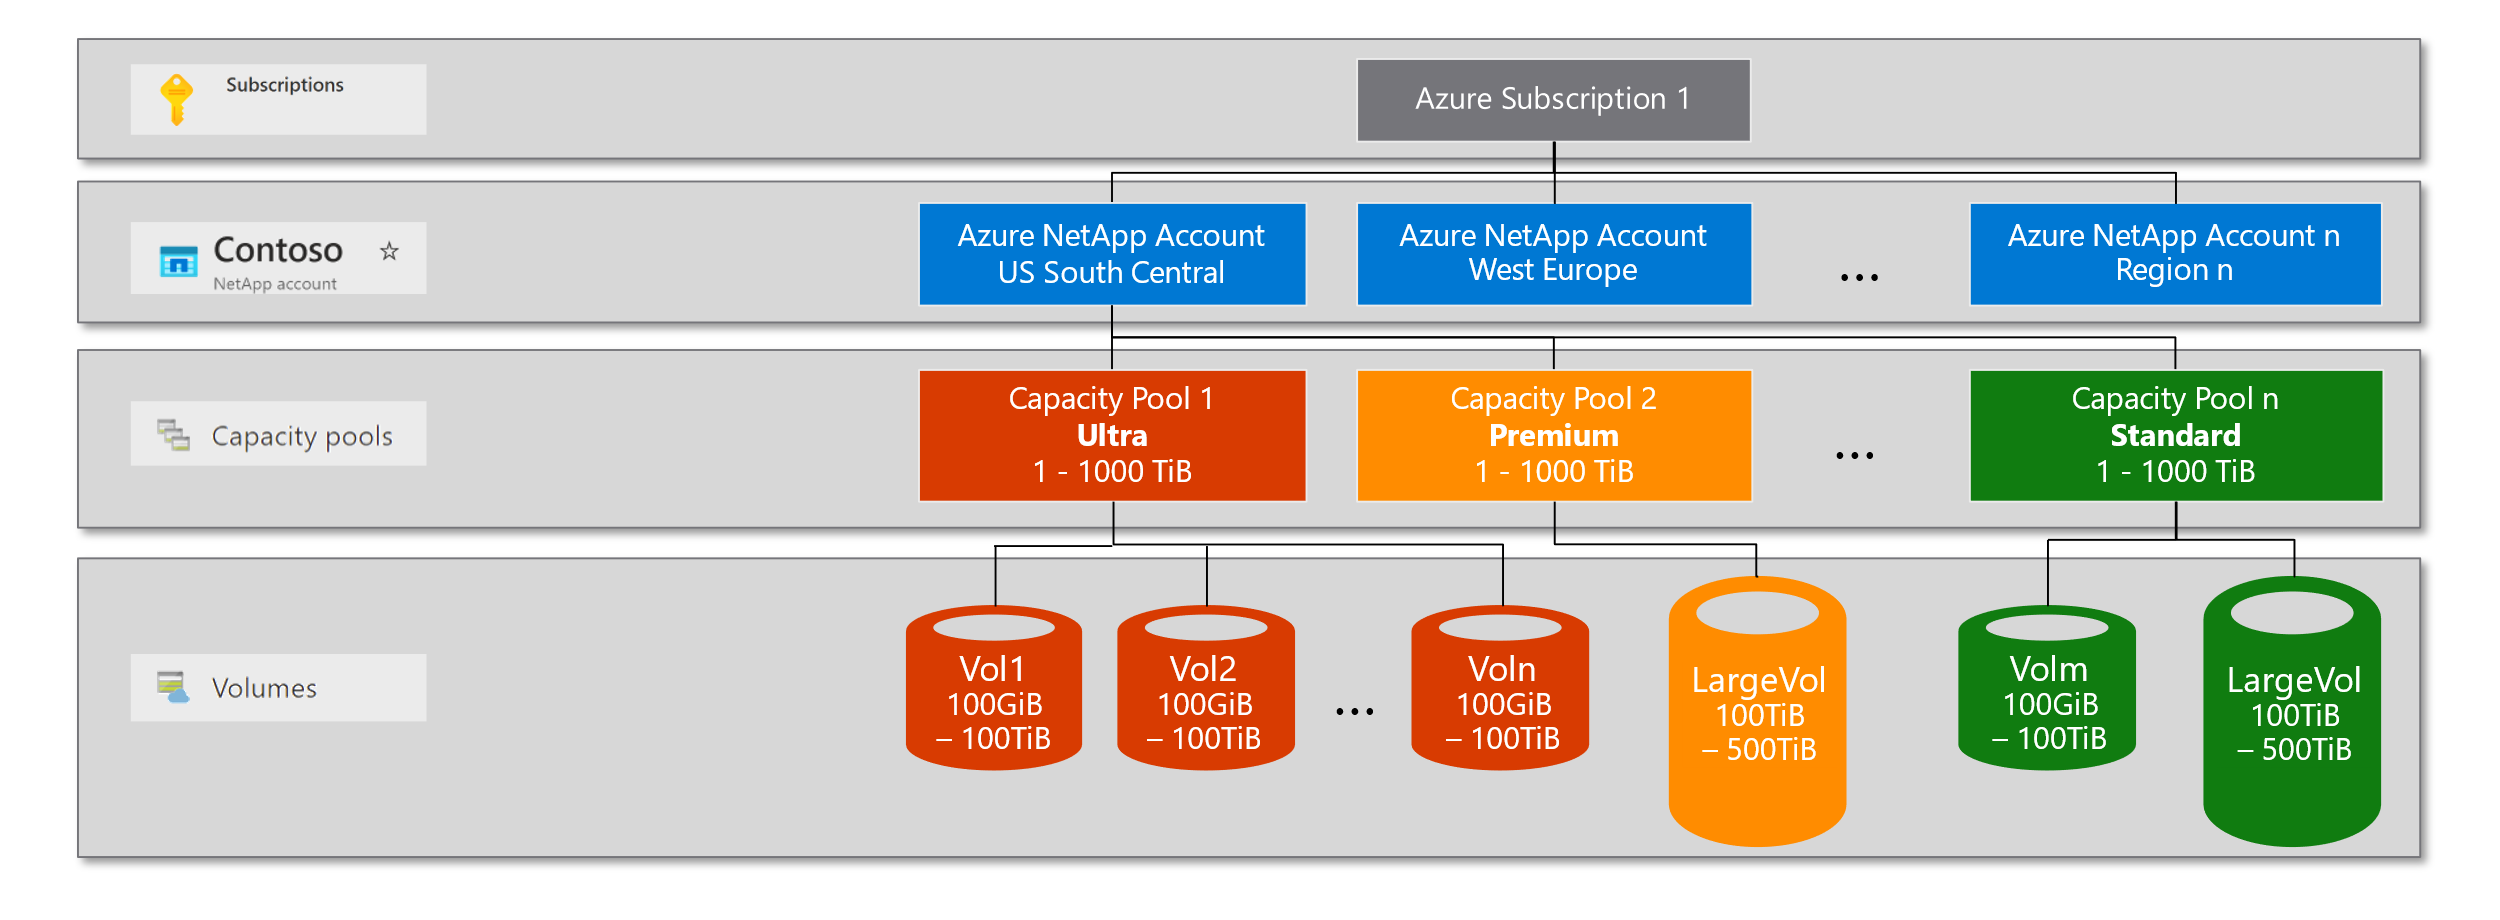 Subscriptions
Azure Subscription 1
Contoso
NetApp account
Azure NetApp Account
US South Central
Azure NetApp Account
West Europe
...
Azure NetApp Account n
Region n
Capacity pools
Capacity Pool 1
Ultra
1 - 1000 TiB
Capacity Pool 2
Premium
1 - 1000 TiB
...
Capacity Pool n
Standard
1 - 1000 TiB
Volumes
Vol1
100GiB
– 100TiB
Vol2
100GiB
– 100TiB
...
Voln
100GiB
– 100TiB
LargeVol
100TiB
– 500TiB
Volm
100GiB
– 100TiB
LargeVol
100TiB
– 500TiB